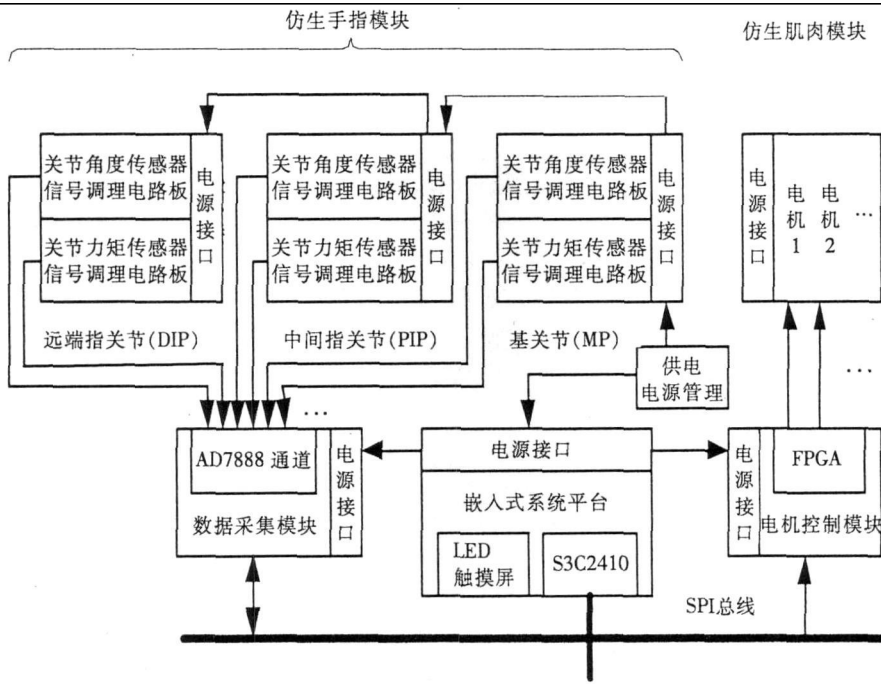 仿生手指模块
仿生肌肉模块
关节角度传感器
信号调理电路板
关节力矩传感器
信号调理电路板
电源接口
关节角度传感器
信号调理电路板
关节力矩传感器
信号调理电路板
电源接口
关节角度传感器
信号调理电路板
关节力矩传感器
信号调理电路板
电源接口
电源接口
电机1
电机2
…
远端指关节(DIP)
中间指关节(PIP)
基关节(MP)
供电
电源管理
…
…
AD7888 通道
数据采集模块
电源接口
电源接口
嵌入式系统平台
LED
触摸屏
S3C2410
电源接口
FPGA
电机控制模块
SPI总线